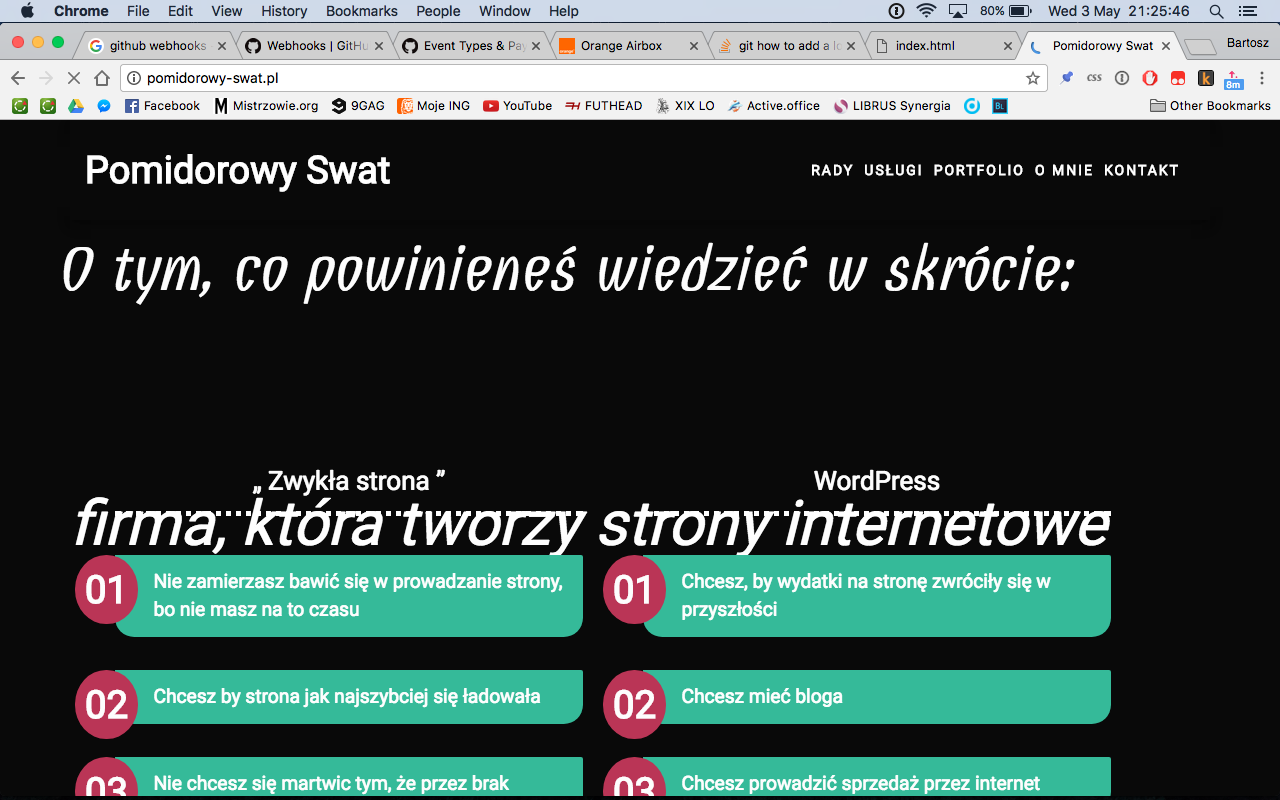 Chrome File Edit View History Bookmarks People Window Help 80% Wed 3 May 21:25:46
github webhooks Webhooks | GitHu Event Types & Pay Orange Airbox git how to add a lo index.html Pomidorowy Swat Bartosz
pomidorowy-swat.pl css k 8m
Facebook Mistrzowie.org 9GAG Moje ING YouTube FUTHEAD XIX LO Active.office LIBRUS Synergia BL Other Bookmarks
Pomidorowy Swat RADY USŁUGI PORTFOLIO O MNIE KONTAKT
O tym, co powinieneś wiedzieć w skrócie:
„ Zwykła strona ” WordPress
firma, która tworzy strony internetowe
01 Nie zamierzasz bawić się w prowadzanie strony,
bo nie masz na to czasu
01 Chcesz, by wydatki na stronę zwróciły się w
przyszłości
02 Chcesz by strona jak najszybciej się ładowała
02 Chcesz mieć bloga
03 Nie chcesz się martwic tym, że przez brak
03 Chcesz prowadzić sprzedaż przez internet